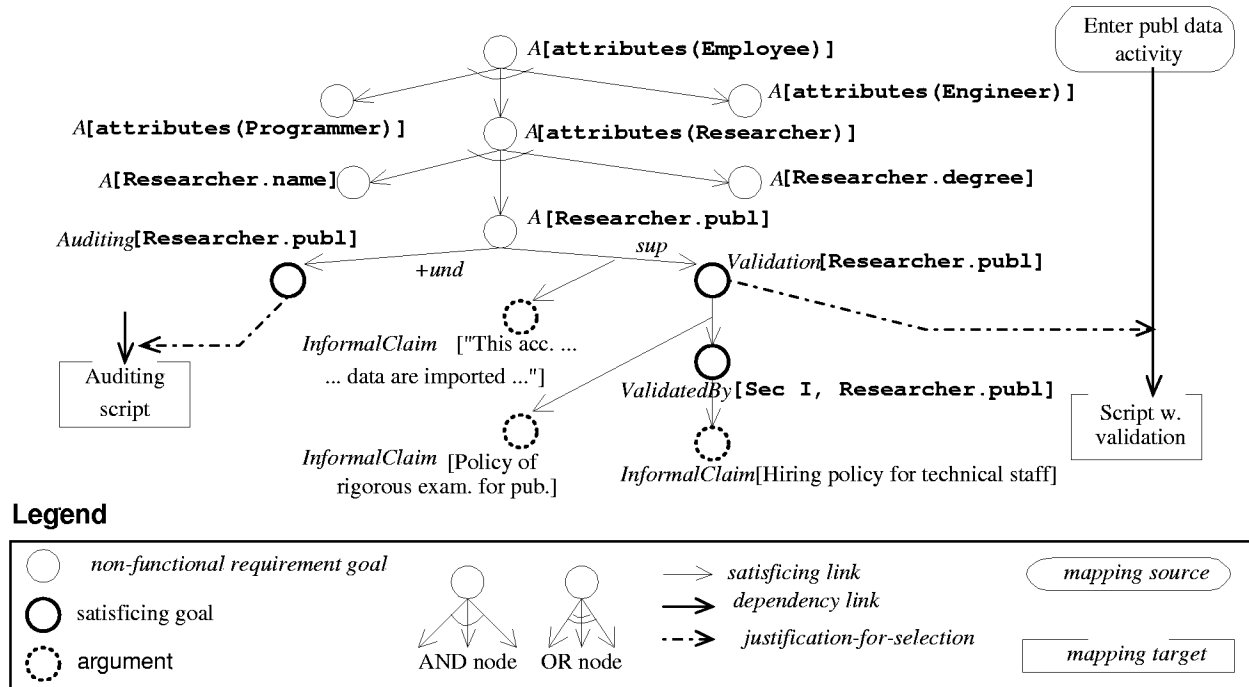 Enter publ data
activity
A[attributes(Employee)]
A[attributes(Programmer)]
A[attributes(Engineer)]
A[attributes(Researcher)]
A[Researcher.name]
A[Researcher.degree]
A[Researcher.publ]
Auditing[Researcher.publ]
+und
sup
Validation[Researcher.publ]
InformalClaim ["This acc. ...
... data are imported ..."]
Auditing
script
ValidatedBy[Sec I, Researcher.publ]
Script w.
validation
InformalClaim [Policy of
rigorous exam. for pub.]
InformalClaim[Hiring policy for technical staff]
Legend
non-functional requirement goal
satisficing goal
argument
AND node
OR node
satisficing link
dependency link
justification-for-selection
mapping source
mapping target